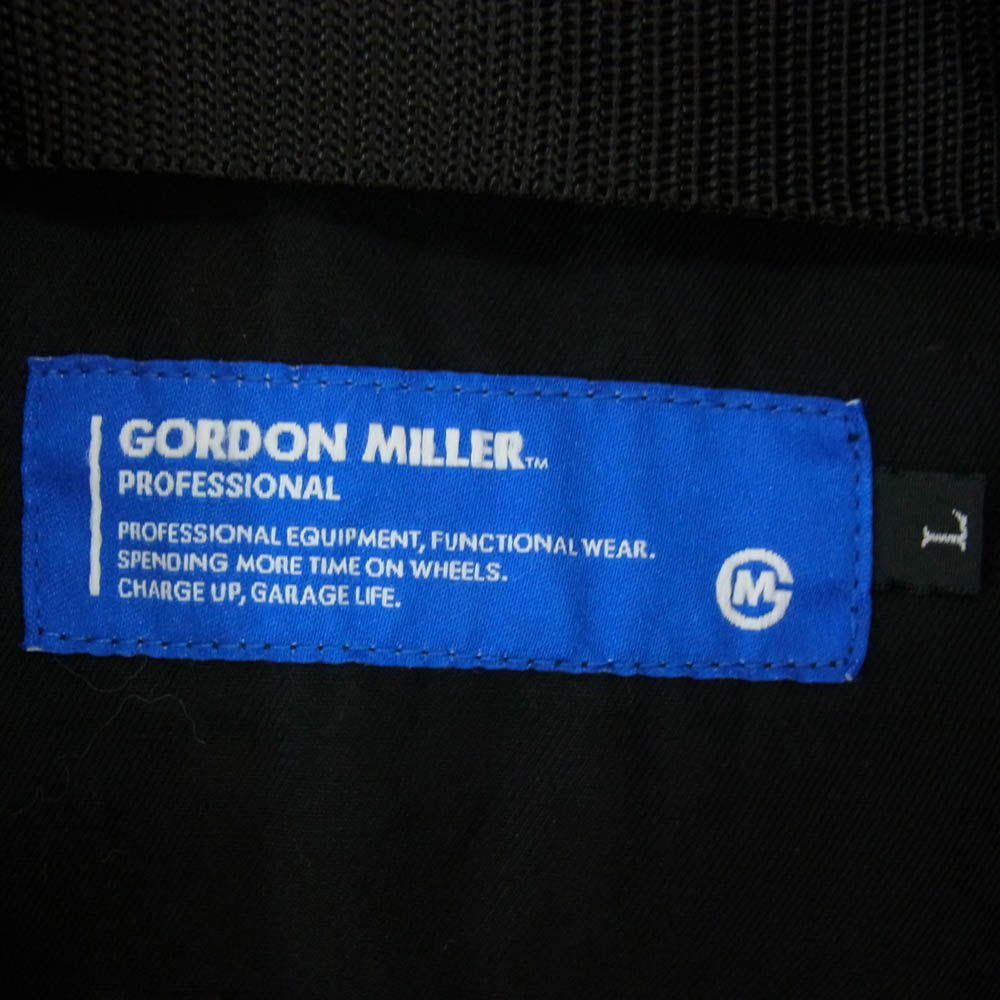 GORDON MILLER™
PROFESSIONAL
PROFESSIONAL EQUIPMENT, FUNCTIONAL WEAR.
SPENDING MORE TIME ON WHEELS.
CHARGE UP, GARAGE LIFE.
GM
L